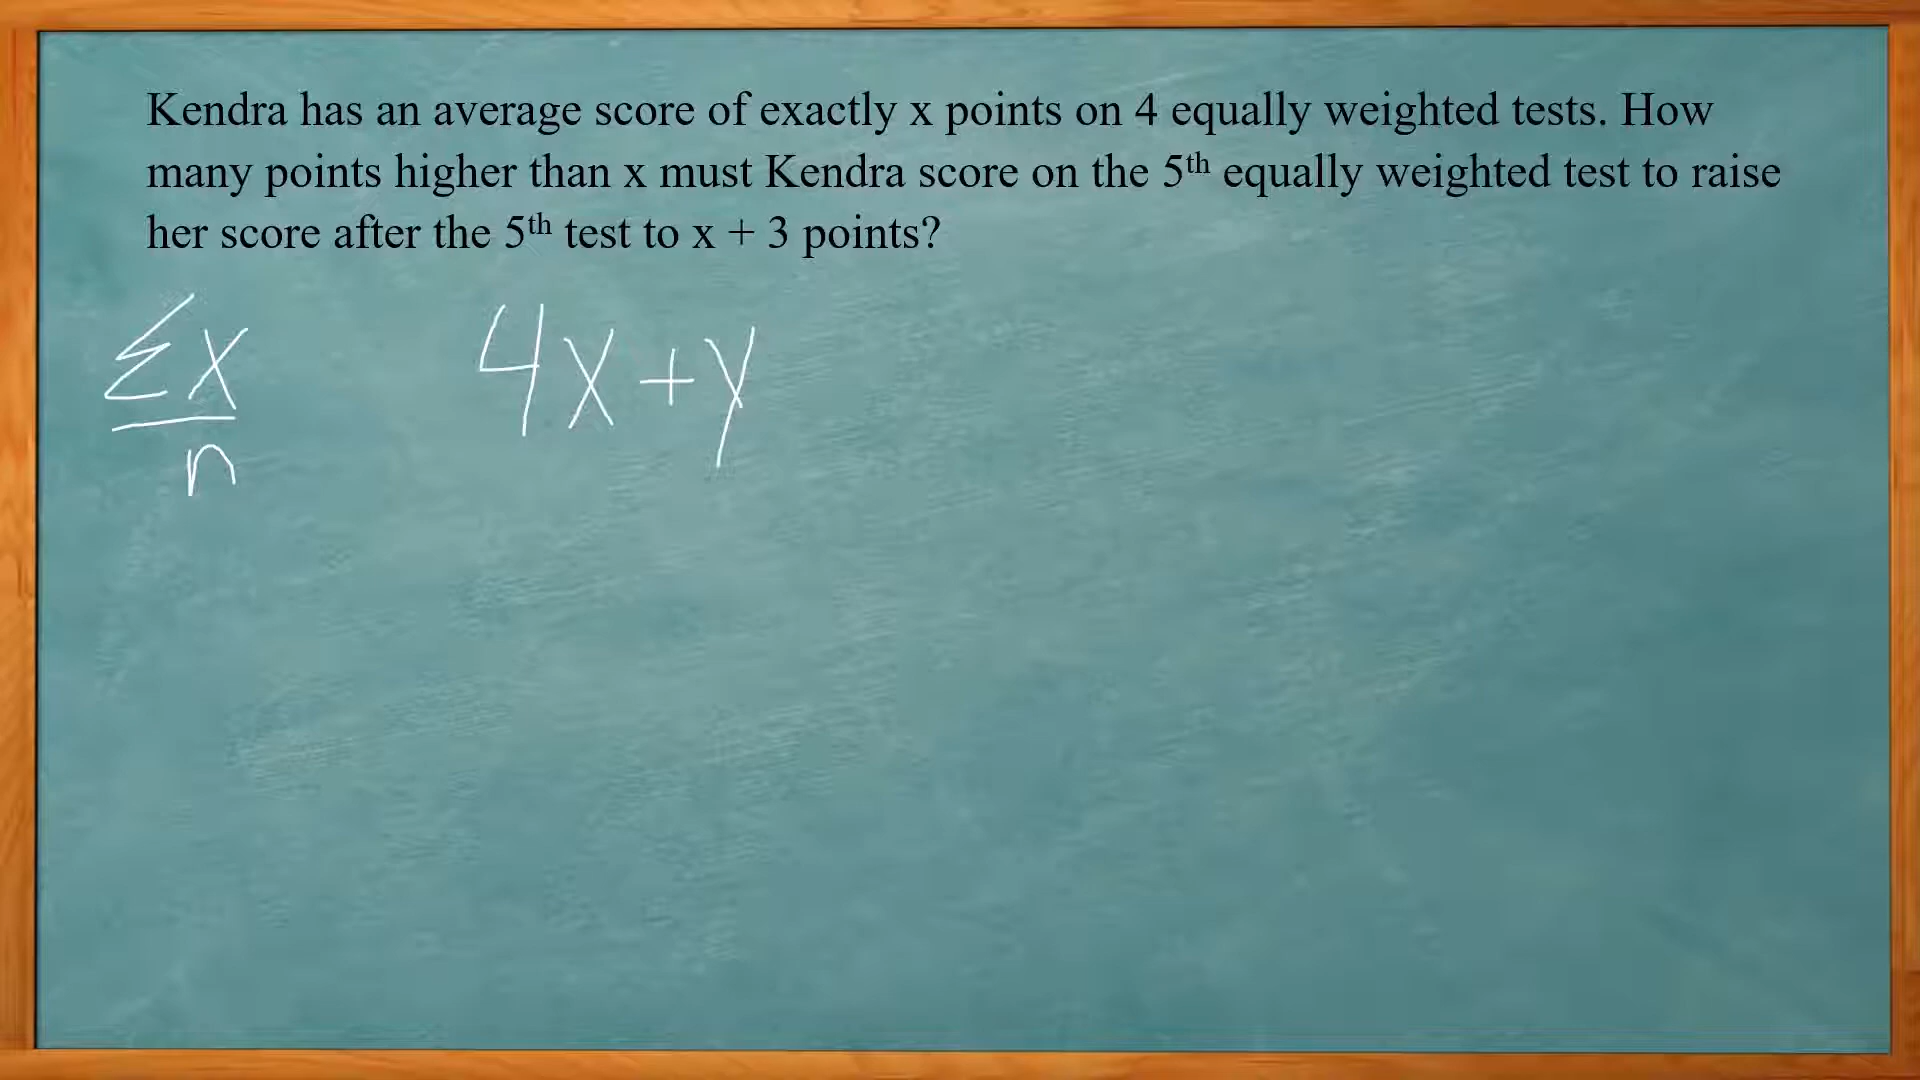 Kendra has an average score of exactly x points on 4 equally weighted tests. How
many points higher than x must Kendra score on the 5th equally weighted test to raise
her score after the 5th test to x + 3 points?
Σx 4x+y
n